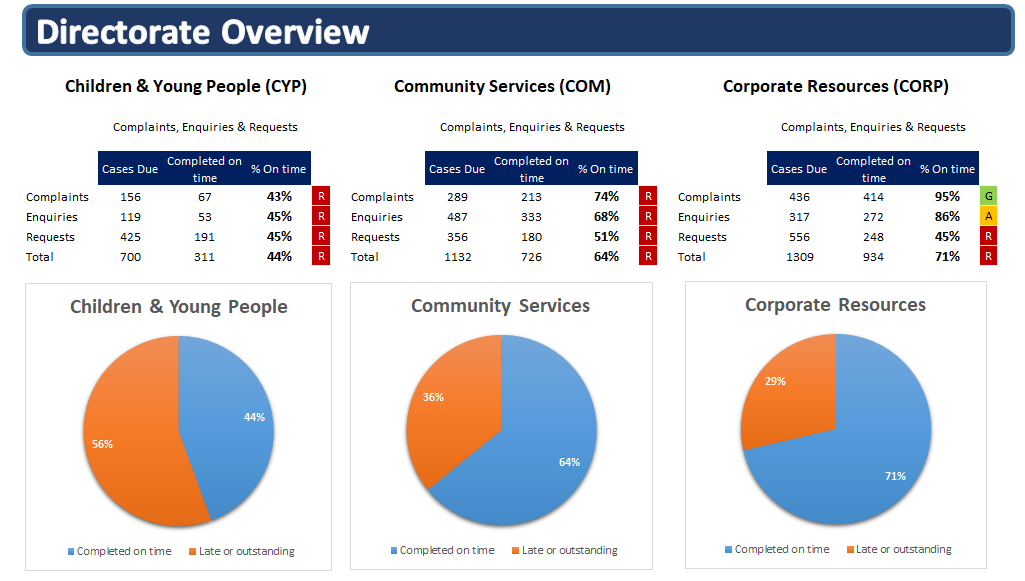 Directorate Overview
Children & Young People (CYP)
Complaints, Enquiries & Requests
Cases Due Completed on time % On time
Complaints 156 67 43% R
Enquiries 119 53 45% R
Requests 425 191 45% R
Total 700 311 44% R
Community Services (COM)
Complaints, Enquiries & Requests
Cases Due Completed on time % On time
Complaints 289 213 74% R
Enquiries 487 333 68% R
Requests 356 180 51% R
Total 1132 726 64% R
Corporate Resources (CORP)
Complaints, Enquiries & Requests
Cases Due Completed on time % On time
Complaints 436 414 95% G
Enquiries 317 272 86% A
Requests 556 248 45% R
Total 1309 934 71% R
Children & Young People
44%
56%
Completed on time Late or outstanding
Community Services
36%
64%
Completed on time Late or outstanding
Corporate Resources
29%
71%
Completed on time Late or outstanding